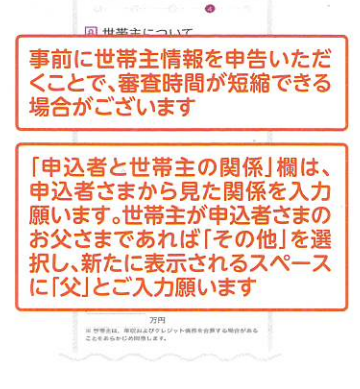 4
世帯主について
事前に世帯主情報を申告いただ
くことで、審査時間が短縮できる
場合がございます
「申込者と世帯主の関係」欄は、
申込者さまから見た関係を入力
願います。世帯主が申込者さまの
お父さまであれば「その他」を選
択し、新たに表示されるスペース
に「父」とご入力願います
万円
※ 世帯主は、年収およびクレジット債務を合算する場合がある
ことをあらかじめ同意します。